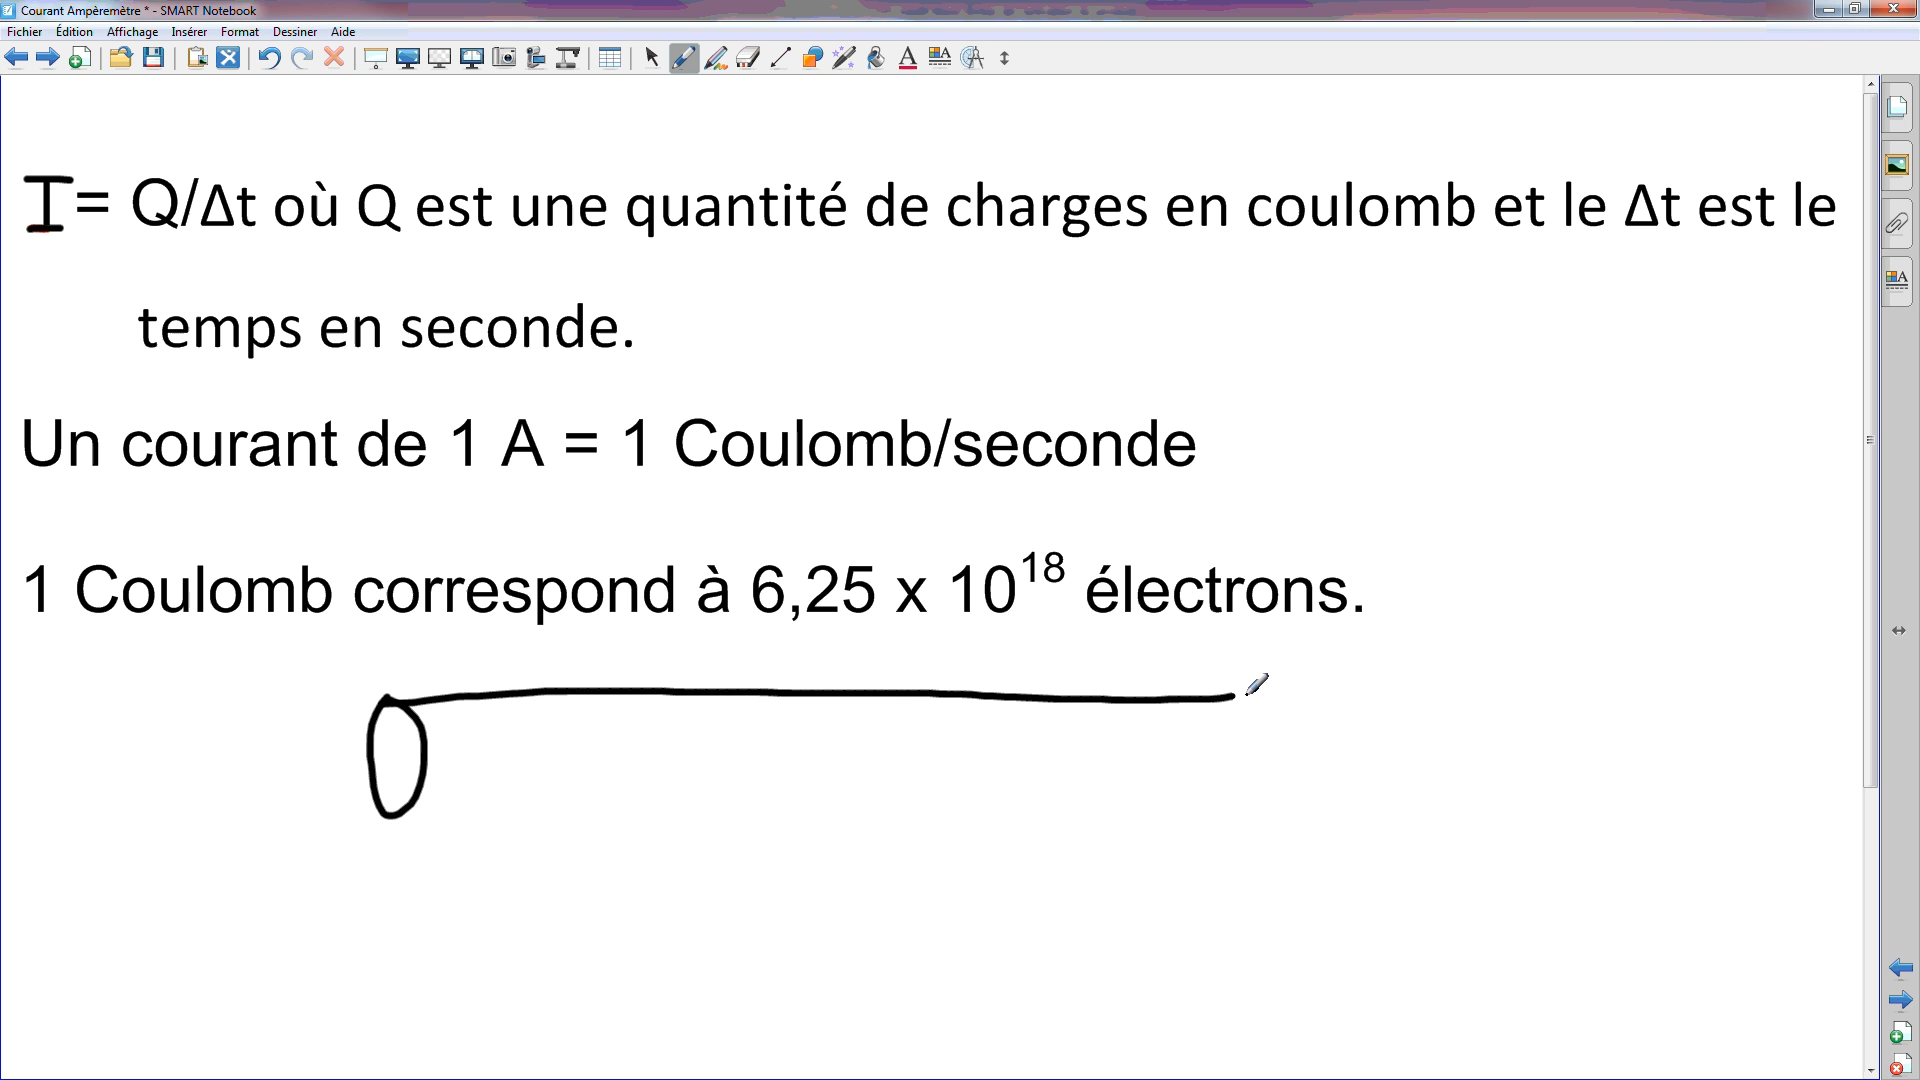 Courant Ampèremètre * - SMART Notebook
Fichier Édition Affichage Insérer Format Dessiner Aide
I = Q/Δt où Q est une quantité de charges en coulomb et le Δt est le
temps en seconde.
Un courant de 1 A = 1 Coulomb/seconde
1 Coulomb correspond à 6,25 x 10¹⁸ électrons.